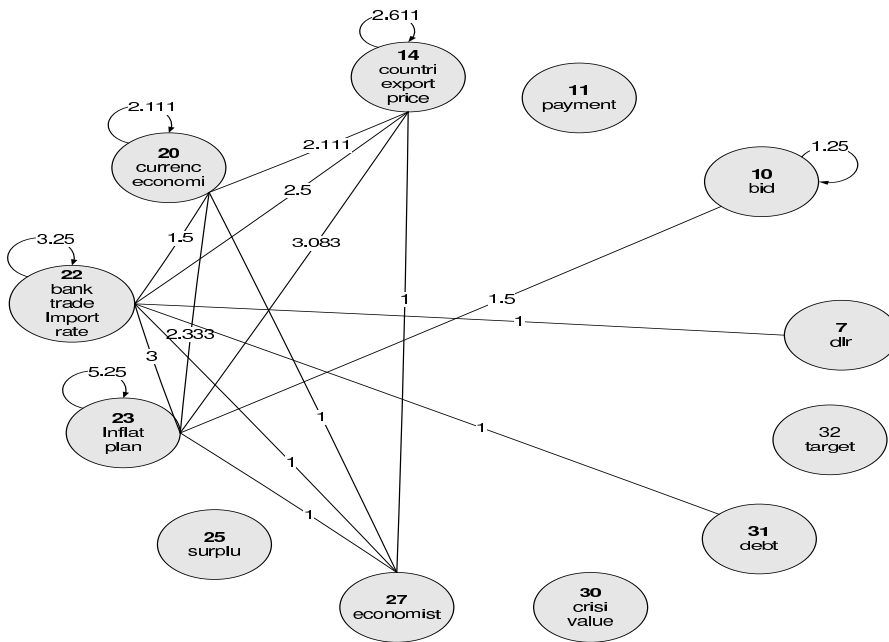 2.611
14
countri
export
price
11
payment
2.111
20
currenc
economi
2.111
1.25
10
bid
2.5
3.25
1.5
3.083
22
bank
trade
Import
rate
1
1.5
1
7
dlr
2.333
3
5.25
23
Inflat
plan
1
1
32
target
1
1
25
surplu
31
debt
27
economist
30
crisi
value